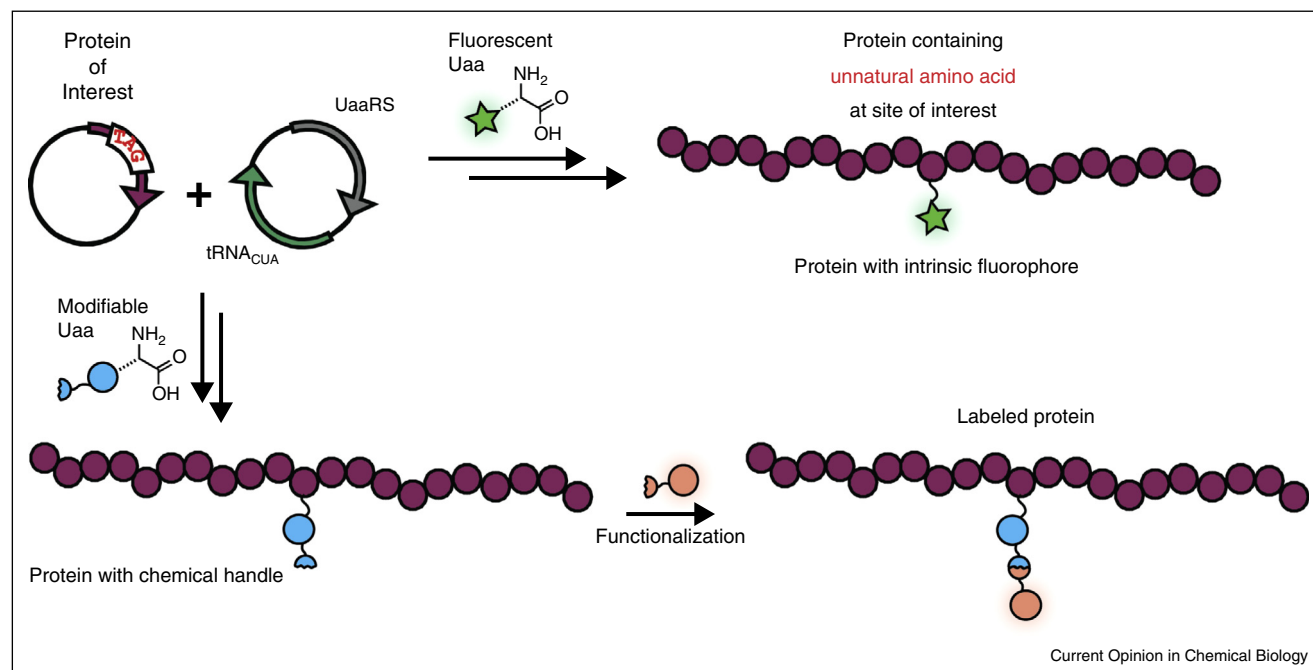 Protein
of
Interest
TAG
+
UaaRS
tRNACUA
Fluorescent
Uaa
NH2
O
OH
Protein containing
unnatural amino acid
at site of interest
Protein with intrinsic fluorophore
Modifiable
Uaa
NH2
O
OH
Protein with chemical handle
Functionalization
Labeled protein
Current Opinion in Chemical Biology